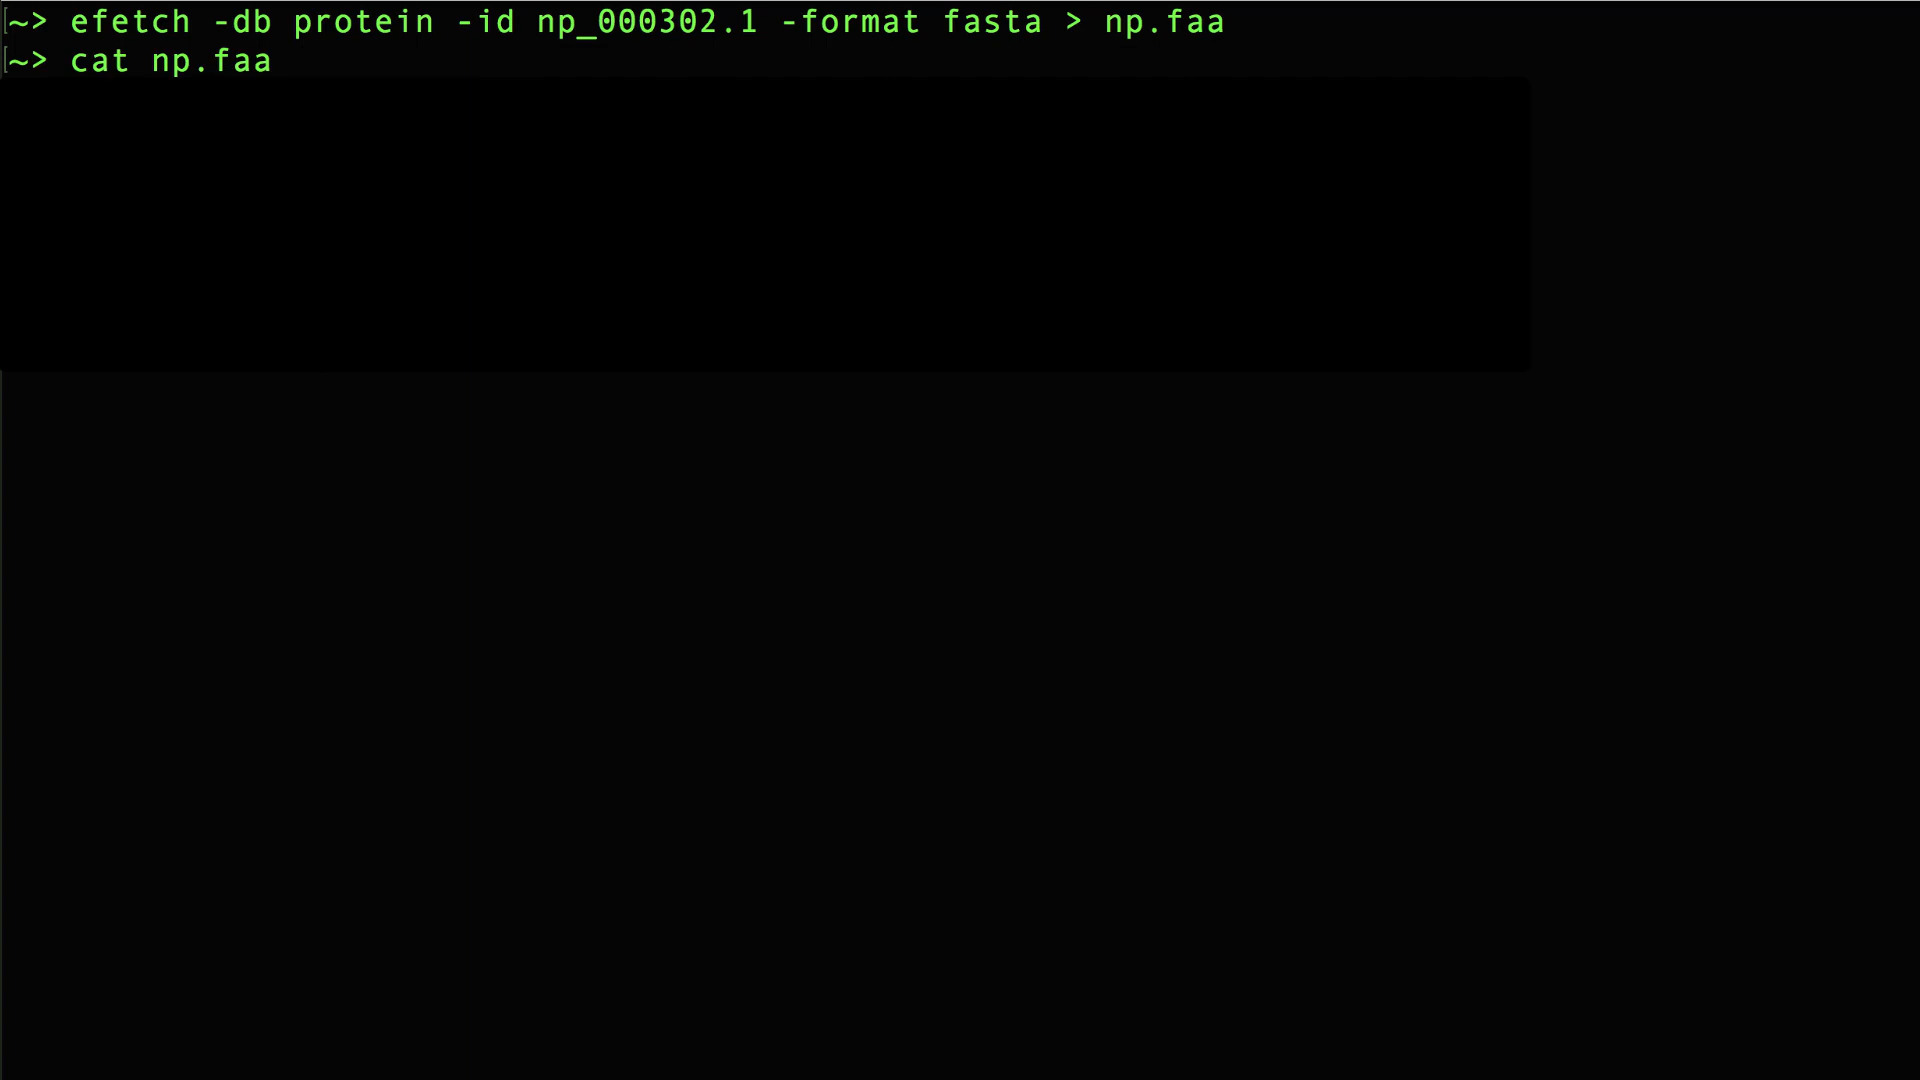 ~> efetch -db protein -id np_000302.1 -format fasta > np.faa
~> cat np.faa